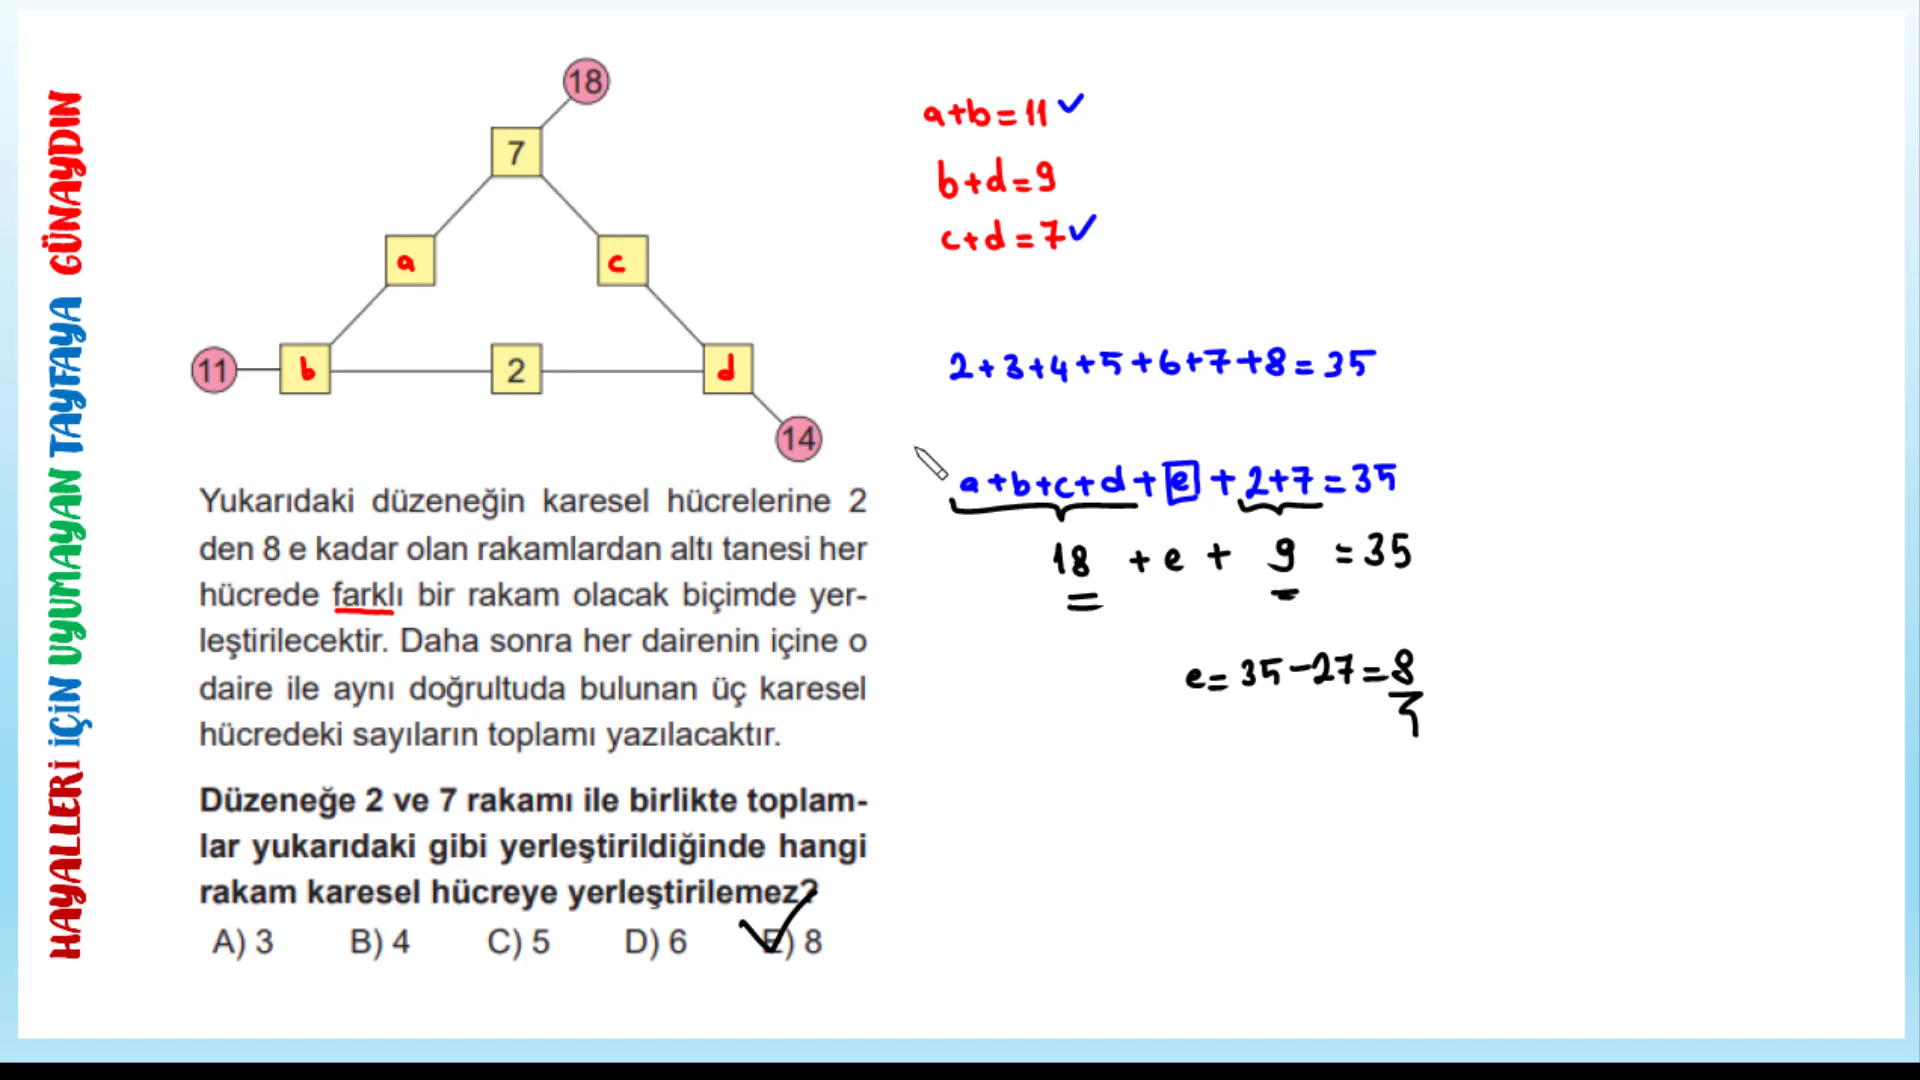 HAYALLERİ İÇİN UYUMAYAN TAYFAYA GÜNAYDIN
18
7
a
c
11
b
2
d
14
Yukarıdaki düzeneğin karesel hücrelerine 2
den 8 e kadar olan rakamlardan altı tanesi her
hücrede farklı bir rakam olacak biçimde yer-
leştirilecektir. Daha sonra her dairenin içine o
daire ile aynı doğrultuda bulunan üç karesel
hücredeki sayıların toplamı yazılacaktır.
Düzeneğe 2 ve 7 rakamı ile birlikte toplam-
lar yukarıdaki gibi yerleştirildiğinde hangi
rakam karesel hücreye yerleştirilemez?
A) 3 B) 4 C) 5 D) 6 E) 8
a+b=11 ✓
b+d=9
c+d=7 ✓
2+3+4+5+6+7+8=35
a+b+c+d+e+2+7=35
18 +e+ 9 =35
e=35-27=8